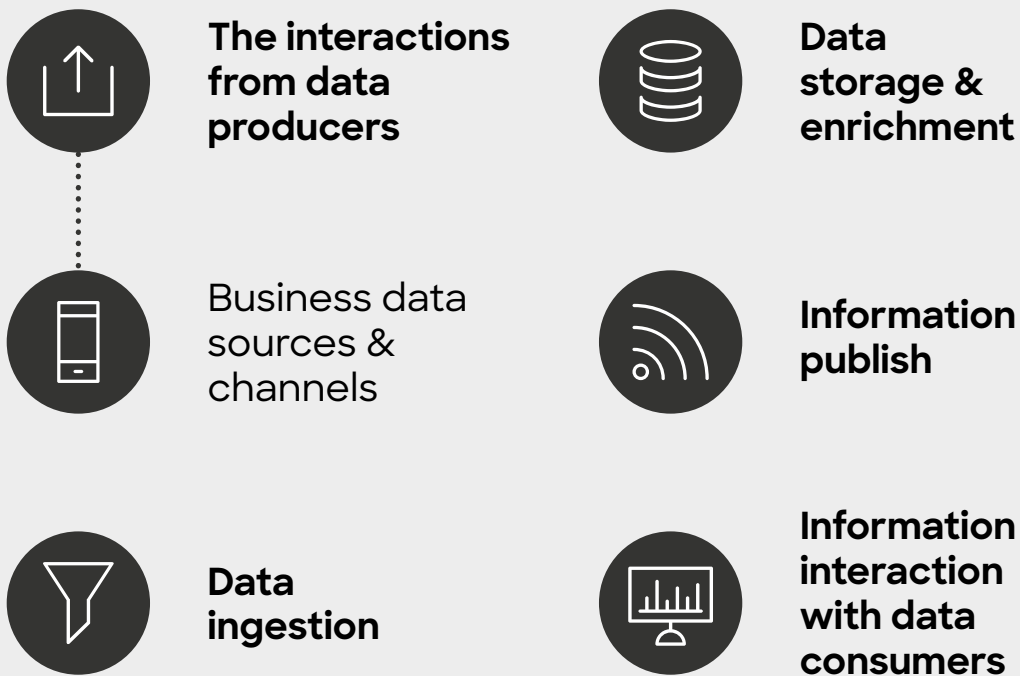 The interactions
from data
producers
Business data
sources &
channels
Data
ingestion
Data
storage &
enrichment
Information
publish
Information
interaction
with data
consumers